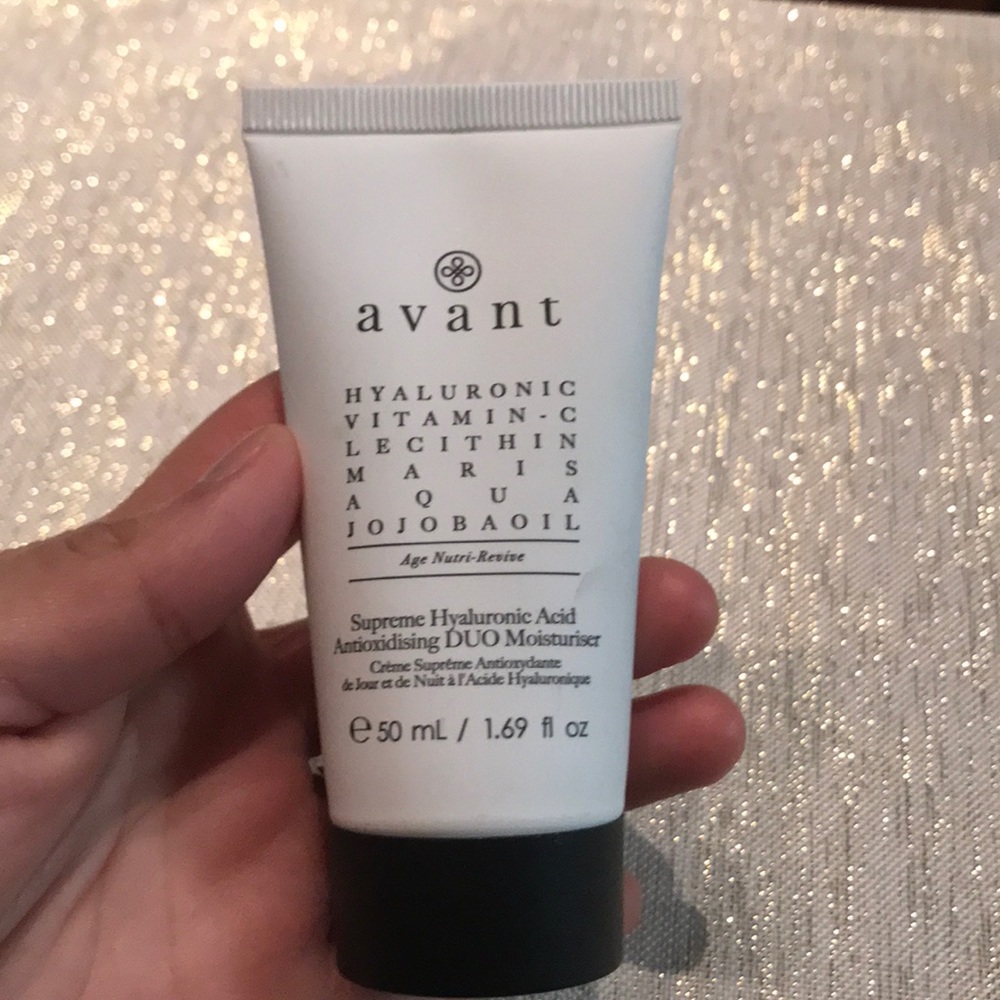 avant
HYALURONIC
VITAMIN-C
LECITHIN
MARIS
AQUA
JOJOBAOIL
Age Nutri-Revive
Supreme Hyaluronic Acid
Antioxidising DUO Moisturiser
Crème Suprême Antioxydante
de Jour et de Nuit à l'Acide Hyaluronique
℮ 50 mL / 1.69 fl oz